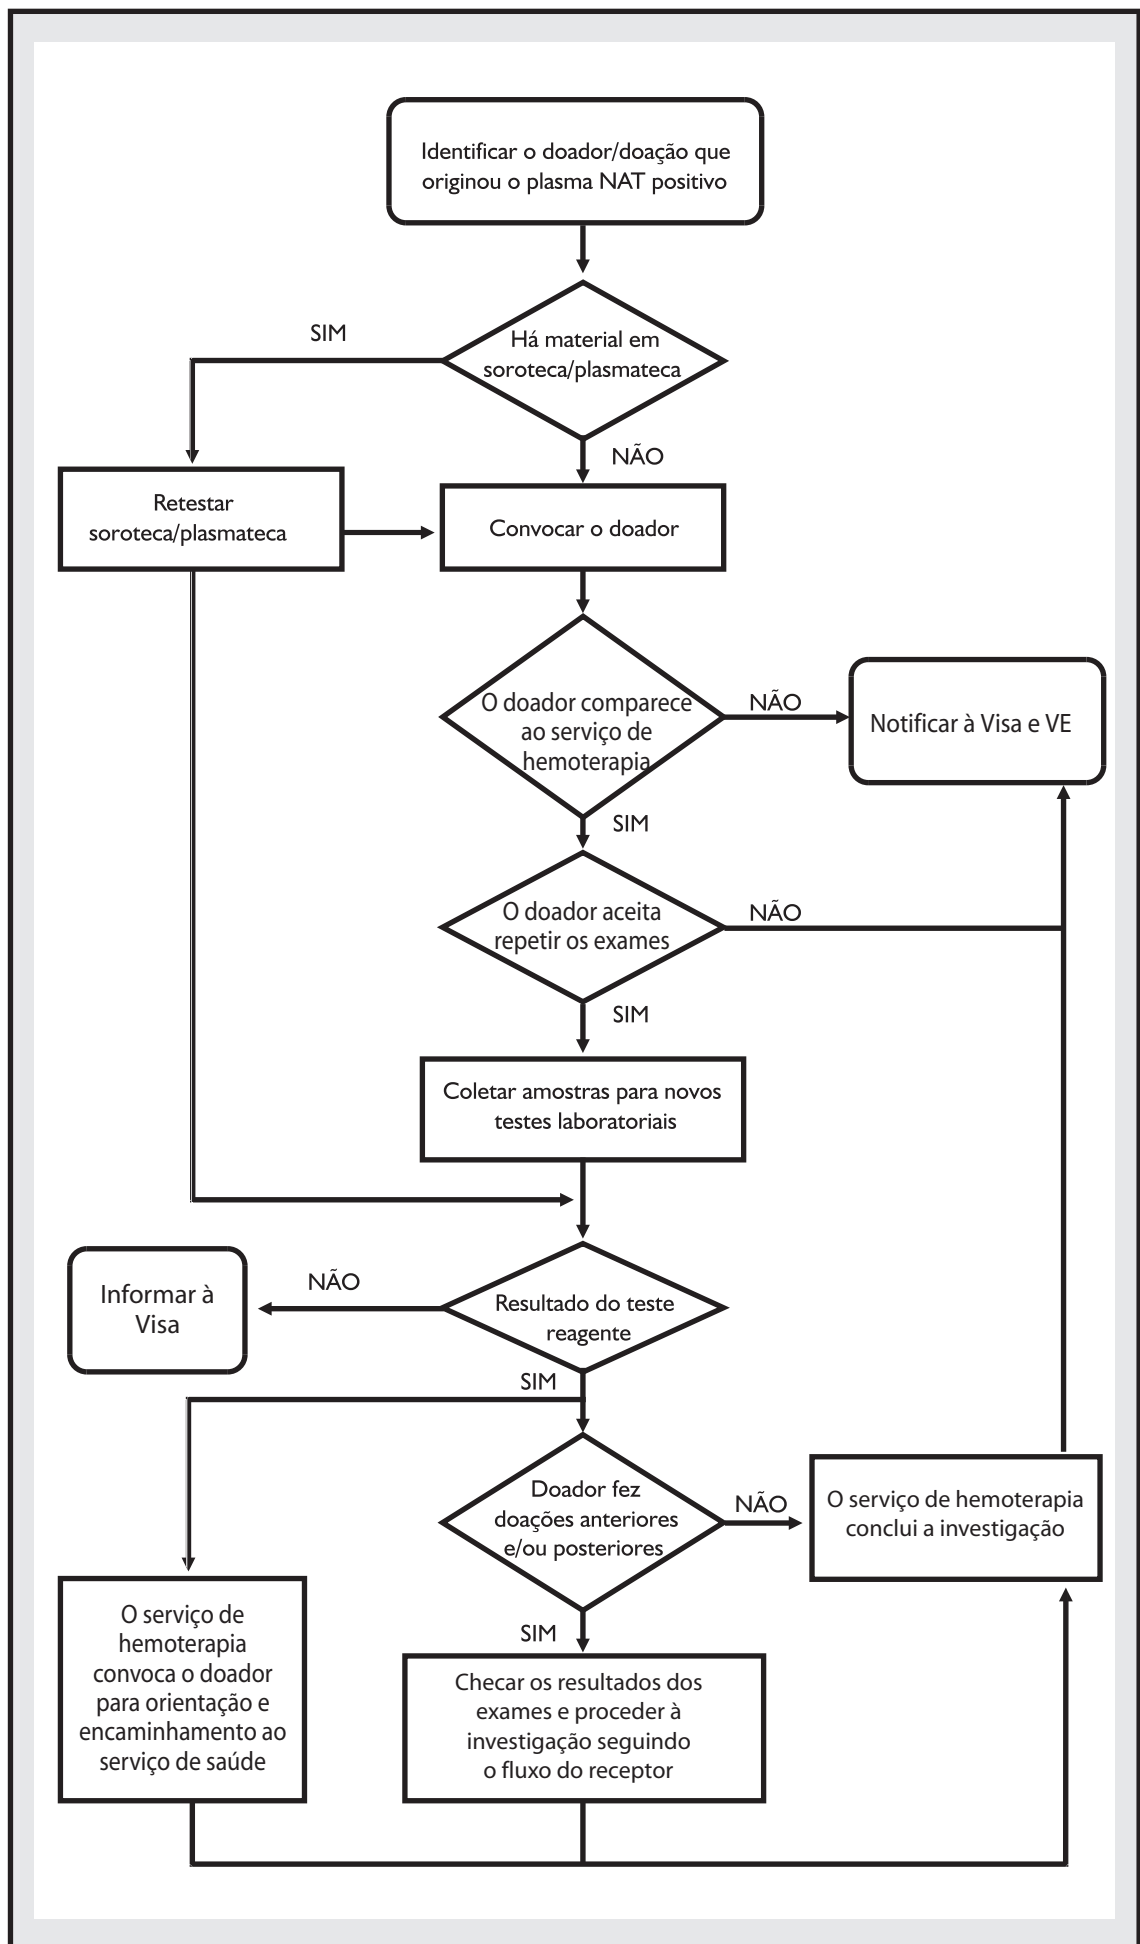 Identificar o doador/doação que
originou o plasma NAT positivo
SIM
Há material em
soroteca/plasmateca
NÃO
Retestar
soroteca/plasmateca
Convocar o doador
O doador comparece
ao serviço de
hemoterapia
NÃO
Notificar à Visa e VE
SIM
O doador aceita
repetir os exames
NÃO
SIM
Coletar amostras para novos
testes laboratoriais
Informar à
Visa
NÃO
Resultado do teste
reagente
SIM
Doador fez
doações anteriores
e/ou posteriores
NÃO
O serviço de hemoterapia
conclui a investigação
SIM
O serviço de
hemoterapia
convoca o doador
para orientação e
encaminhamento ao
serviço de saúde
Checar os resultados dos
exames e proceder à
investigação seguindo
o fluxo do receptor